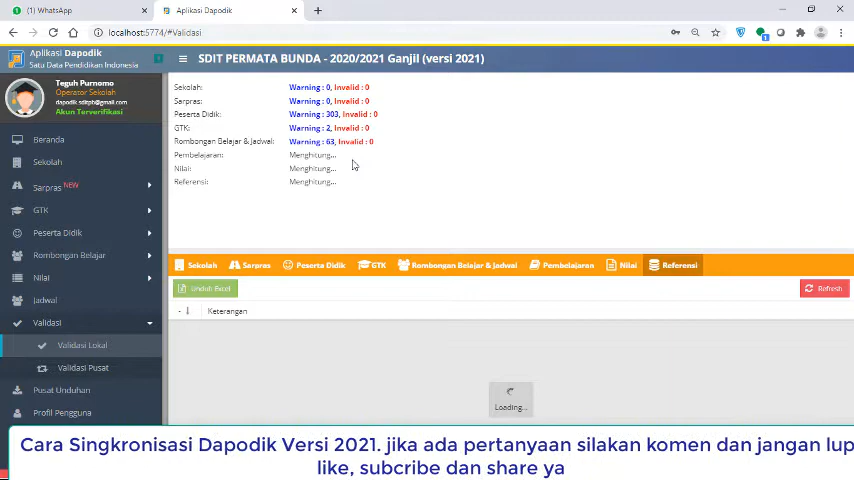 (1) WhatsApp
Aplikasi Dapodik
localhost:5774/#Validasi
Aplikasi Dapodik
Satu Data Pendidikan Indonesia
SDIT PERMATA BUNDA - 2020/2021 Ganjil (versi 2021)
Teguh Purnomo
Operator Sekolah
dapodik.sditpb@gmail.com
Akun Terverifikasi
Beranda
Sekolah
Sarpras NEW
GTK
Peserta Didik
Rombongan Belajar
Nilai
Jadwal
Validasi
Validasi Lokal
Validasi Pusat
Pusat Unduhan
Profil Pengguna
Sekolah: Warning : 0, Invalid : 0
Sarpras: Warning : 0, Invalid : 0
Peserta Didik: Warning : 303, Invalid : 0
GTK: Warning : 2, Invalid : 0
Rombongan Belajar & Jadwal: Warning : 63, Invalid : 0
Pembelajaran: Menghitung...
Nilai: Menghitung...
Referensi: Menghitung...
Sekolah Sarpras Peserta Didik GTK Rombongan Belajar & Jadwal Pembelajaran Nilai Referensi
Unduh Excel Refresh
Keterangan
Loading...
Cara Singkronisasi Dapodik Versi 2021. jika ada pertanyaan silakan komen dan jangan lup
like, subcribe dan share ya